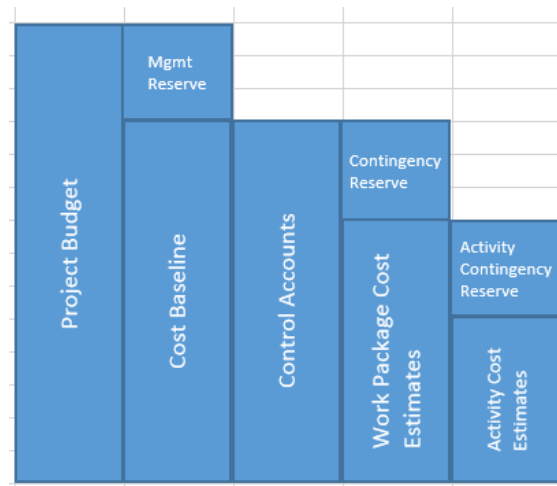 Project Budget
Mgmt
Reserve
Cost Baseline
Control Accounts
Contingency
Reserve
Work Package Cost
Estimates
Activity
Contingency
Reserve
Activity Cost
Estimates